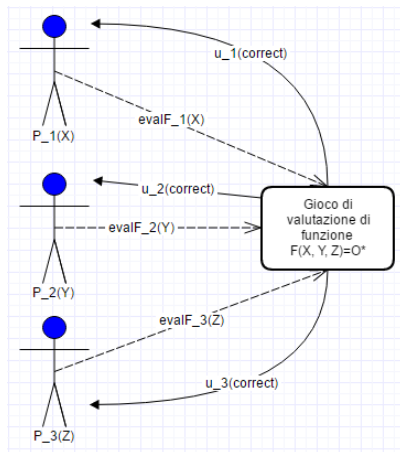 u_1(correct)
P_1(X)
evalF_1(X)
u_2(correct)
Gioco di
valutazione di
funzione
F(X, Y, Z)=O*
evalF_2(Y)
P_2(Y)
evalF_3(Z)
u_3(correct)
P_3(Z)